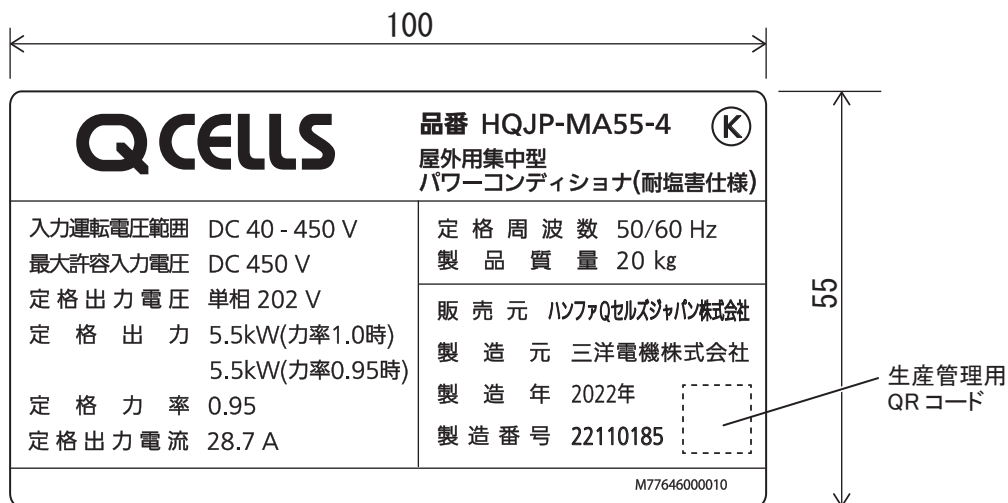 100
QCELLS
品番 HQJP-MA55-4 Ⓚ
屋外用集中型
パワーコンディショナ(耐塩害仕様)
入力運転電圧範囲 DC 40 - 450 V
最大許容入力電圧 DC 450 V
定格出力電圧 単相 202 V
定格出力 5.5kW(力率1.0時)
5.5kW(力率0.95時)
定格力率 0.95
定格出力電流 28.7 A
定格周波数 50/60 Hz
製品質量 20 kg
販売元 ハンファQセルズジャパン株式会社
製造元 三洋電機株式会社
製造年 2022年
製造番号 22110185
M77646000010
55
生産管理用
QRコード